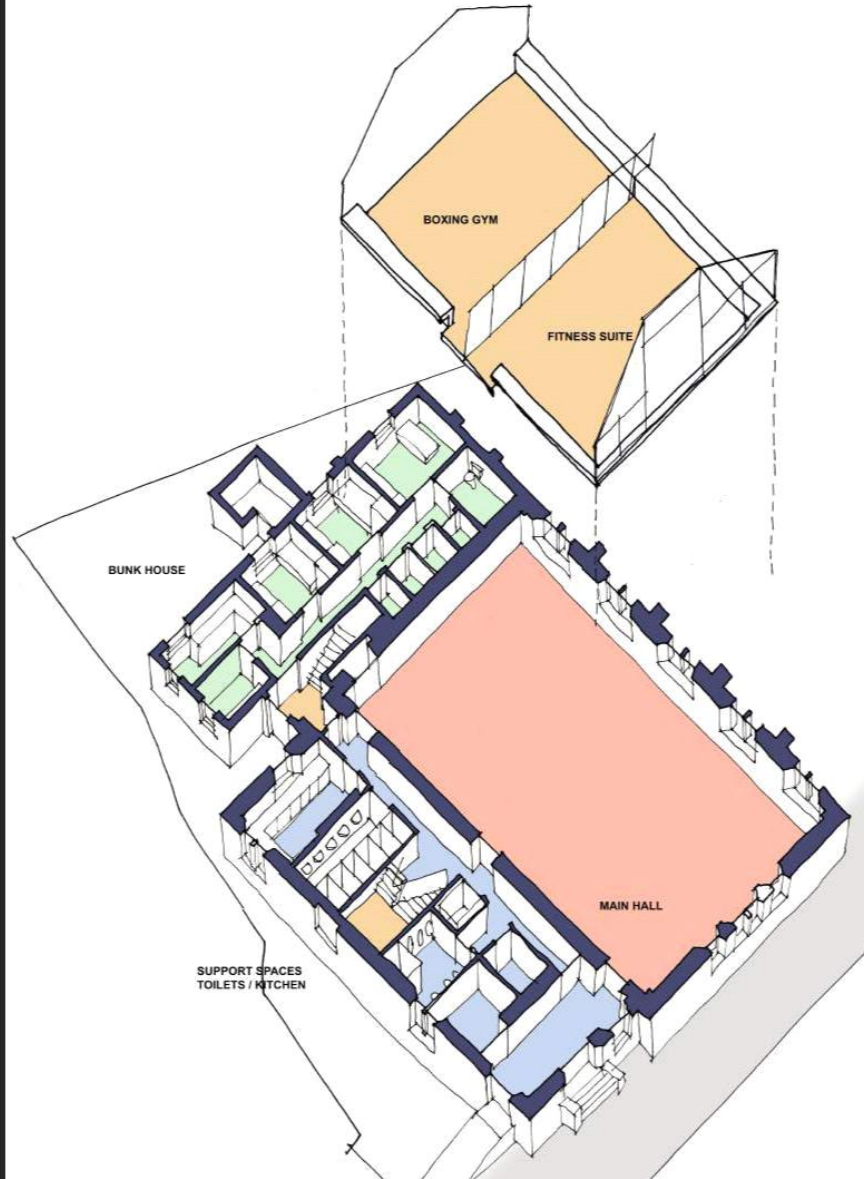 BOXING GYM
FITNESS SUITE
BUNK HOUSE
MAIN HALL
SUPPORT SPACES
TOILETS / KITCHEN